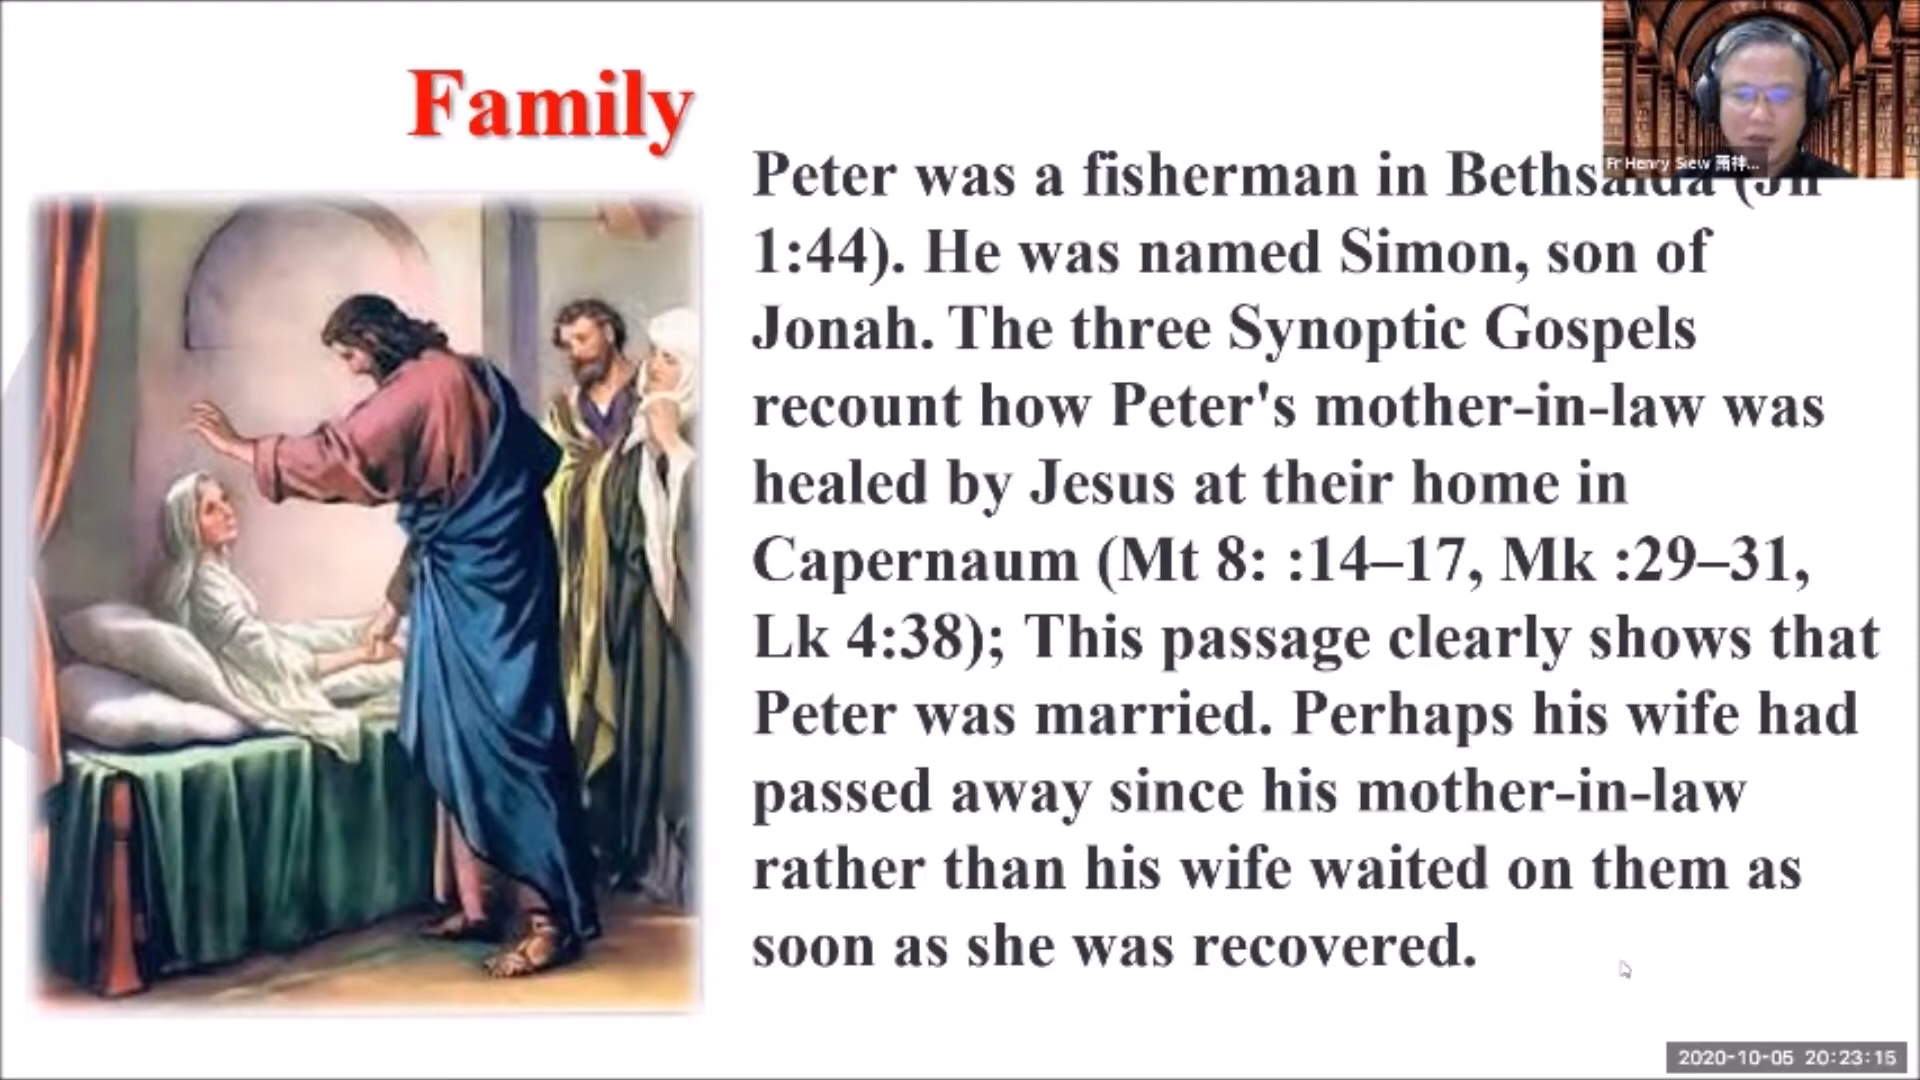 Family
Fr Henry Siew 蕭神...
Peter was a fisherman in Bethsaida (Jn
1:44). He was named Simon, son of
Jonah. The three Synoptic Gospels
recount how Peter's mother-in-law was
healed by Jesus at their home in
Capernaum (Mt 8: :14–17, Mk :29–31,
Lk 4:38); This passage clearly shows that
Peter was married. Perhaps his wife had
passed away since his mother-in-law
rather than his wife waited on them as
soon as she was recovered.
2020-10-05 20:23:15